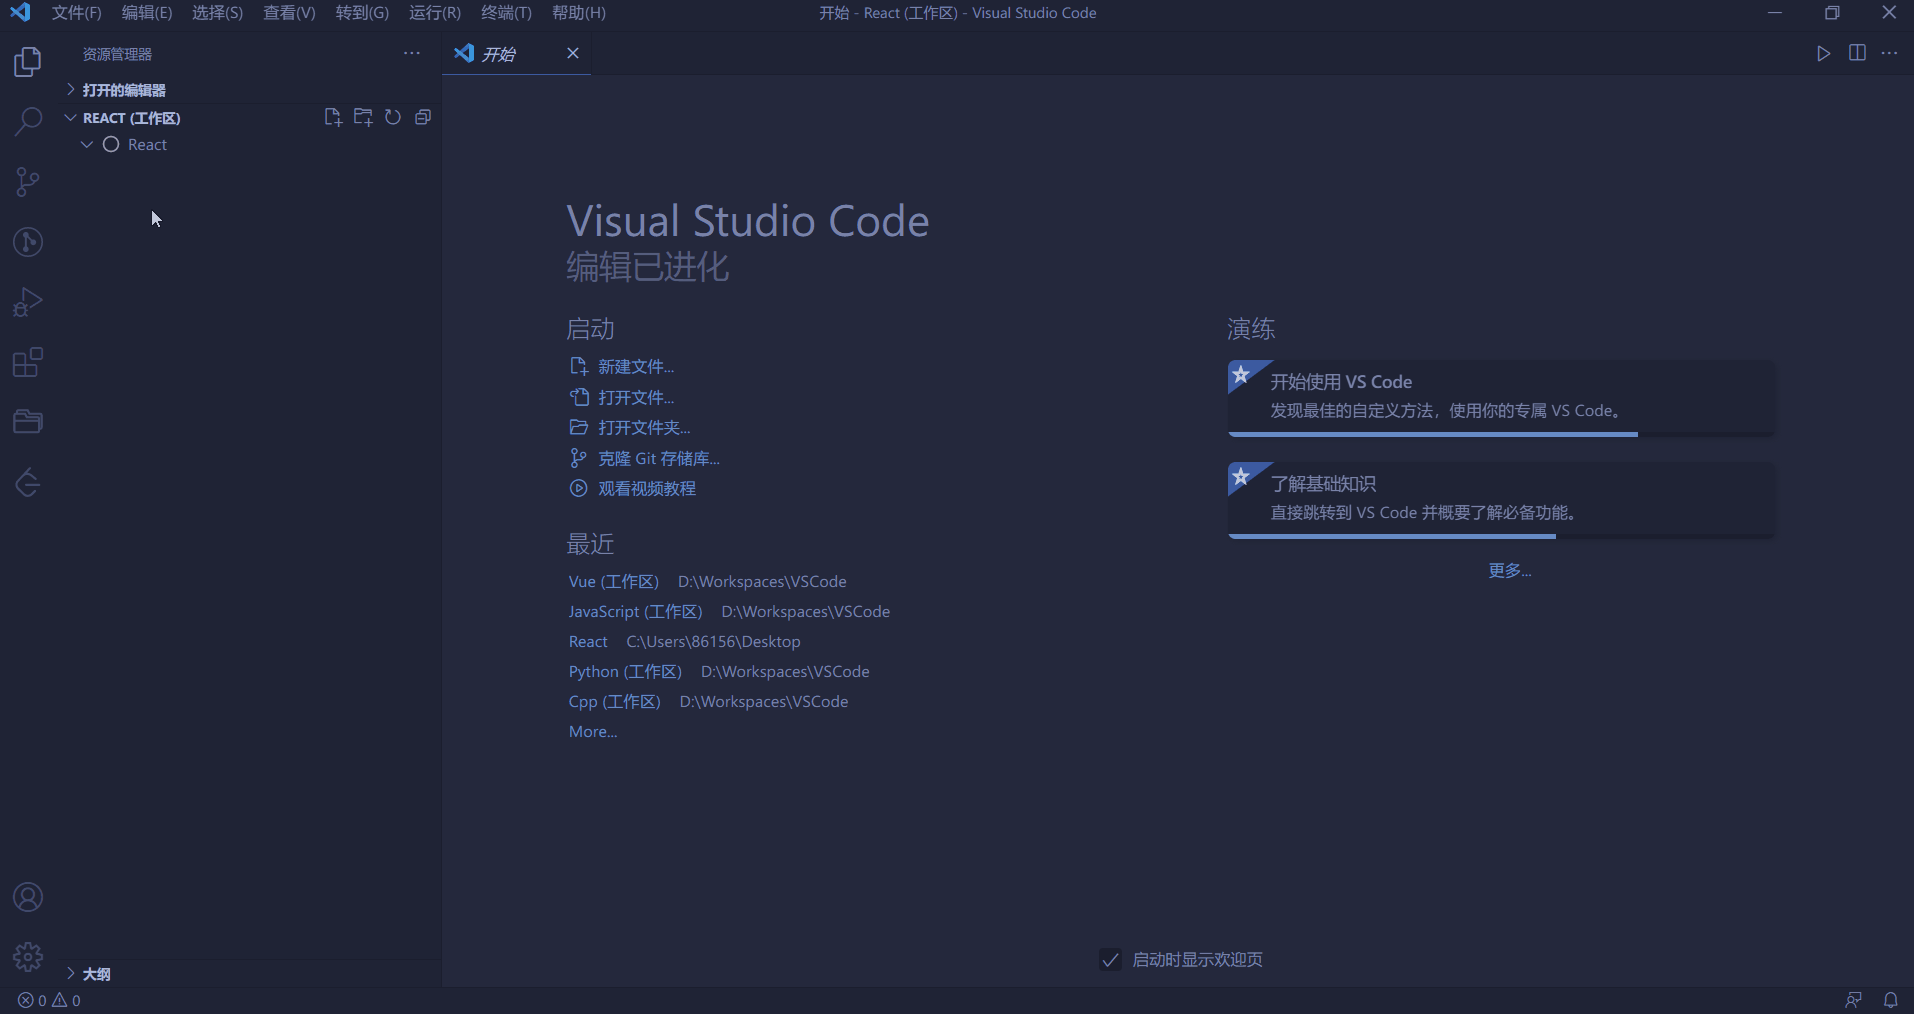 文件(F) 编辑(E) 选择(S) 查看(V) 转到(G) 运行(R) 终端(T) 帮助(H) 开始 - React (工作区) - Visual Studio Code
资源管理器
开始
打开的编辑器
REACT (工作区)
React
Visual Studio Code
编辑已进化
启动
新建文件...
打开文件...
打开文件夹...
克隆 Git 存储库...
观看视频教程
最近
Vue (工作区) D:\Workspaces\VSCode
JavaScript (工作区) D:\Workspaces\VSCode
React C:\Users\86156\Desktop
Python (工作区) D:\Workspaces\VSCode
Cpp (工作区) D:\Workspaces\VSCode
More...
演练
开始使用 VS Code
发现最佳的自定义方法，使用你的专属 VS Code。
了解基础知识
直接跳转到 VS Code 并概要了解必备功能。
更多...
启动时显示欢迎页
大纲
0 0